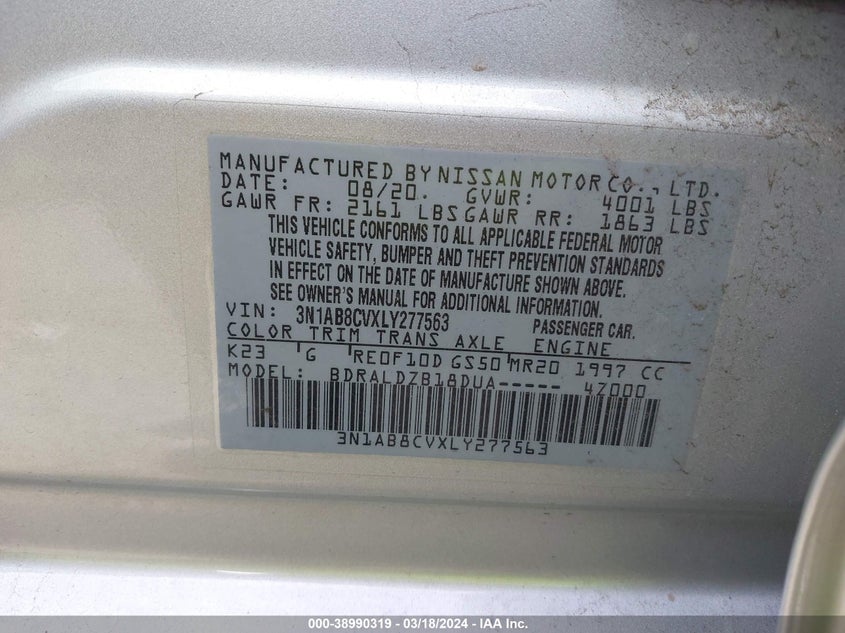 MANUFACTURED BY NISSAN MOTOR CO., LTD.
DATE: 08/20. GVWR: 4001 LBS
GAWR FR: 2161 LBS GAWR RR: 1863 LBS
THIS VEHICLE CONFORMS TO ALL APPLICABLE FEDERAL MOTOR
VEHICLE SAFETY, BUMPER AND THEFT PREVENTION STANDARDS
IN EFFECT ON THE DATE OF MANUFACTURE SHOWN ABOVE.
SEE OWNER'S MANUAL FOR ADDITIONAL INFORMATION.
VIN: 3N1AB8CVXLY277563 PASSENGER CAR.
COLOR TRIM TRANS AXLE ENGINE
K23 G RE0F10D GS50 MR20 1997 CC
MODEL: BDRALDZB18DUA----- 4Z000
3N1AB8CVXLY277563
000-38990319 | 03/18/2024 | IAA Inc.